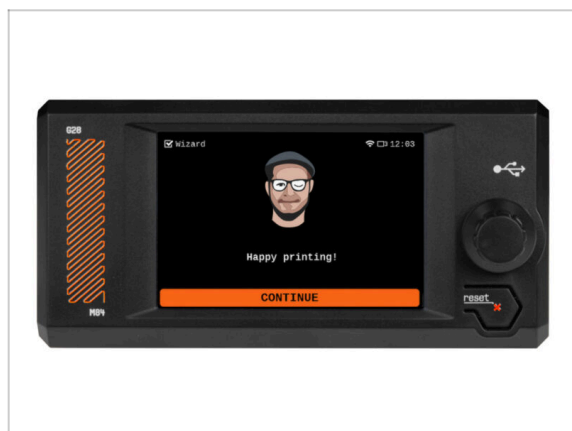 G28
Wizard
12:03
Happy printing!
CONTINUE
reset
M84